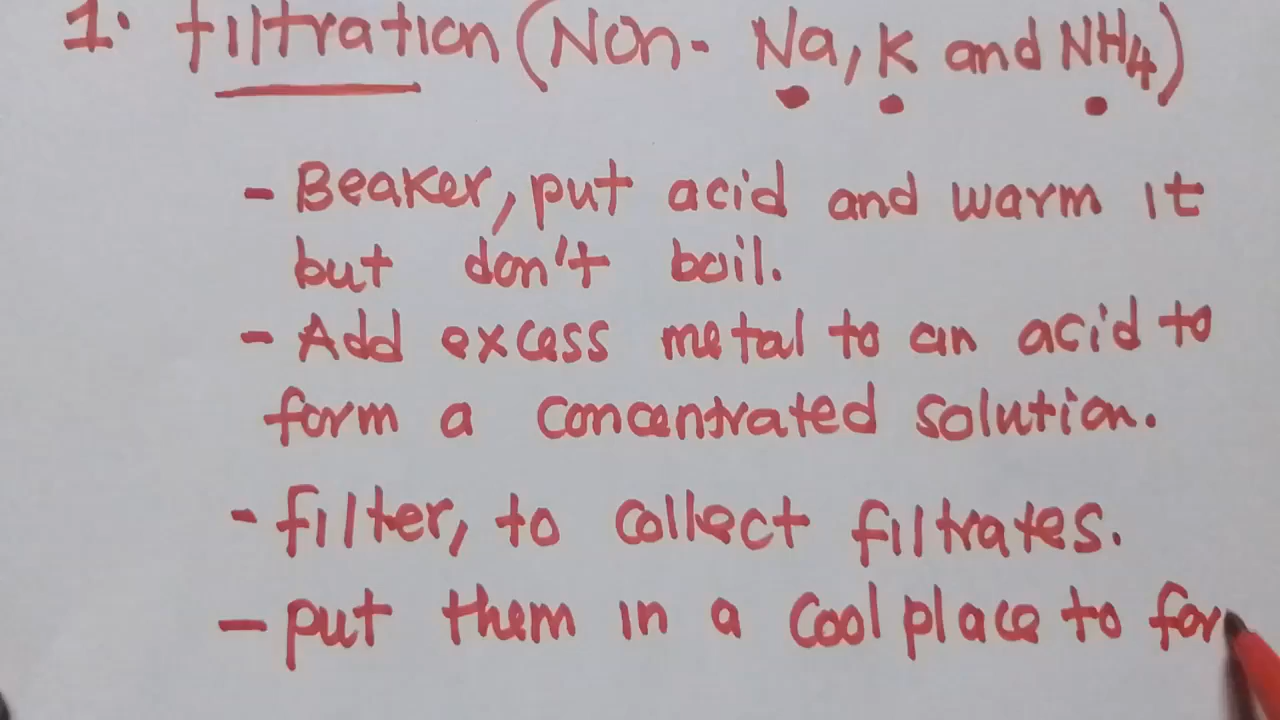 1. filtration (Non- Na, K and NH4)
- Beaker, put acid and warm it
but don't boil.
- Add excess metal to an acid to
form a concentrated solution.
- filter, to collect filtrates.
- put them in a cool place to for